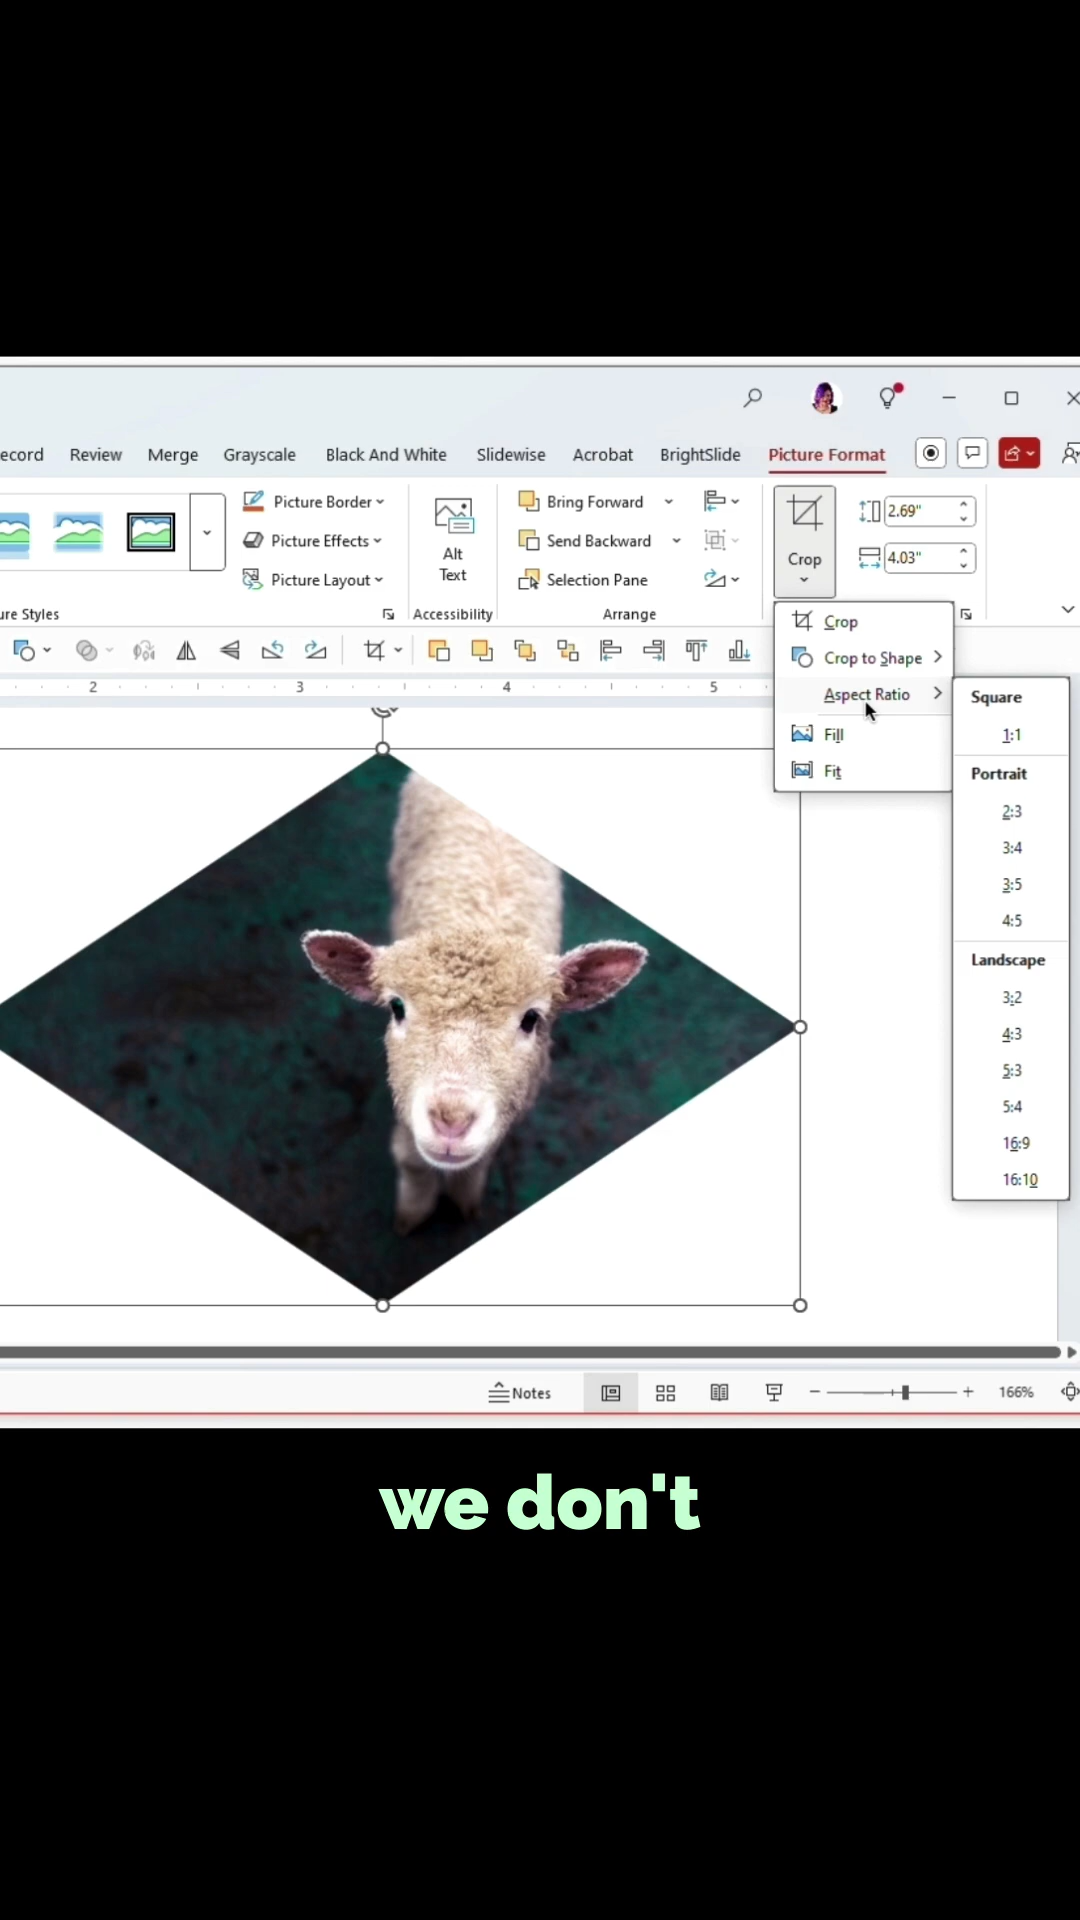 ecord Review Merge Grayscale Black And White Slidewise Acrobat BrightSlide Picture Format
Picture Border
Picture Effects
Picture Layout
ure Styles
Alt
Text
Accessibility
Bring Forward
Send Backward
Selection Pane
Arrange
Crop
2.69"
4.03"
Crop
Crop to Shape
Aspect Ratio
Fill
Fit
Square
1:1
Portrait
2:3
3:4
3:5
4:5
Landscape
3:2
4:3
5:3
5:4
16:9
16:10
2 3 4 5
Notes
166%
we don't